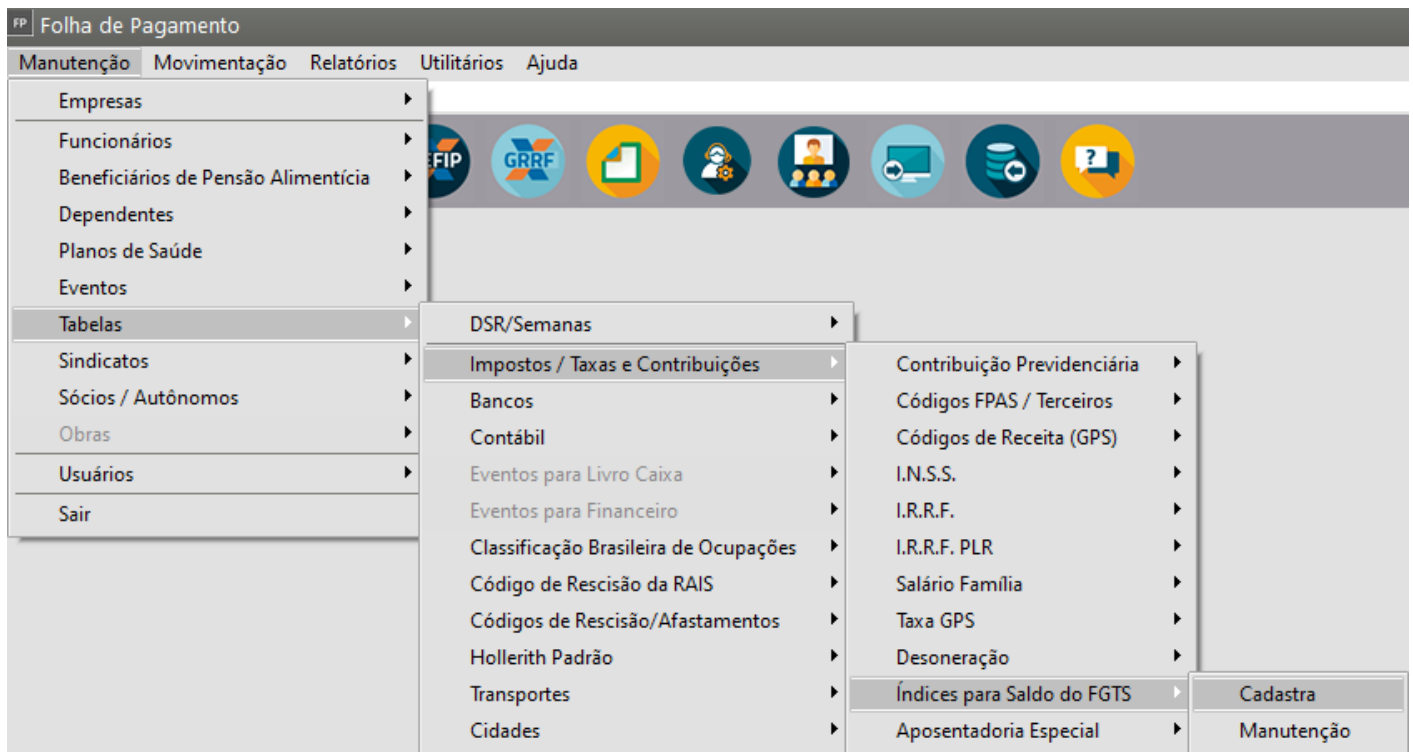 FP Folha de Pagamento
Manutenção Movimentação Relatórios Utilitários Ajuda
Empresas
Funcionários
Beneficiários de Pensão Alimentícia
Dependentes
Planos de Saúde
Eventos
Tabelas
Sindicatos
Sócios / Autônomos
Obras
Usuários
Sair
GRRF
?
DSR/Semanas
Impostos / Taxas e Contribuições
Bancos
Contábil
Eventos para Livro Caixa
Eventos para Financeiro
Classificação Brasileira de Ocupações
Código de Rescisão da RAIS
Códigos de Rescisão/Afastamentos
Hollerith Padrão
Transportes
Cidades
Contribuição Previdenciária
Códigos FPAS / Terceiros
Códigos de Receita (GPS)
I.N.S.S.
I.R.R.F.
I.R.R.F. PLR
Salário Família
Taxa GPS
Desoneração
Índices para Saldo do FGTS
Aposentadoria Especial
Cadastra
Manutenção